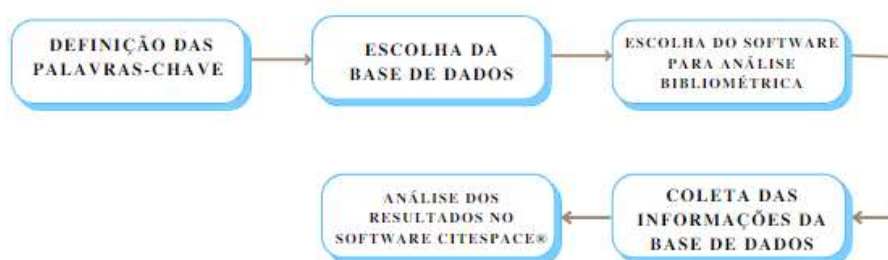 DEFINIÇÃO DAS
PALAVRAS-CHAVE
ESCOLHA DA
BASE DE DADOS
ESCOLHA DO SOFTWARE
PARA ANÁLISE
BIBLIOMÉTRICA
COLETA DAS
INFORMAÇÕES DA
BASE DE DADOS
ANÁLISE DOS
RESULTADOS NO
SOFTWARE CITESPACE®